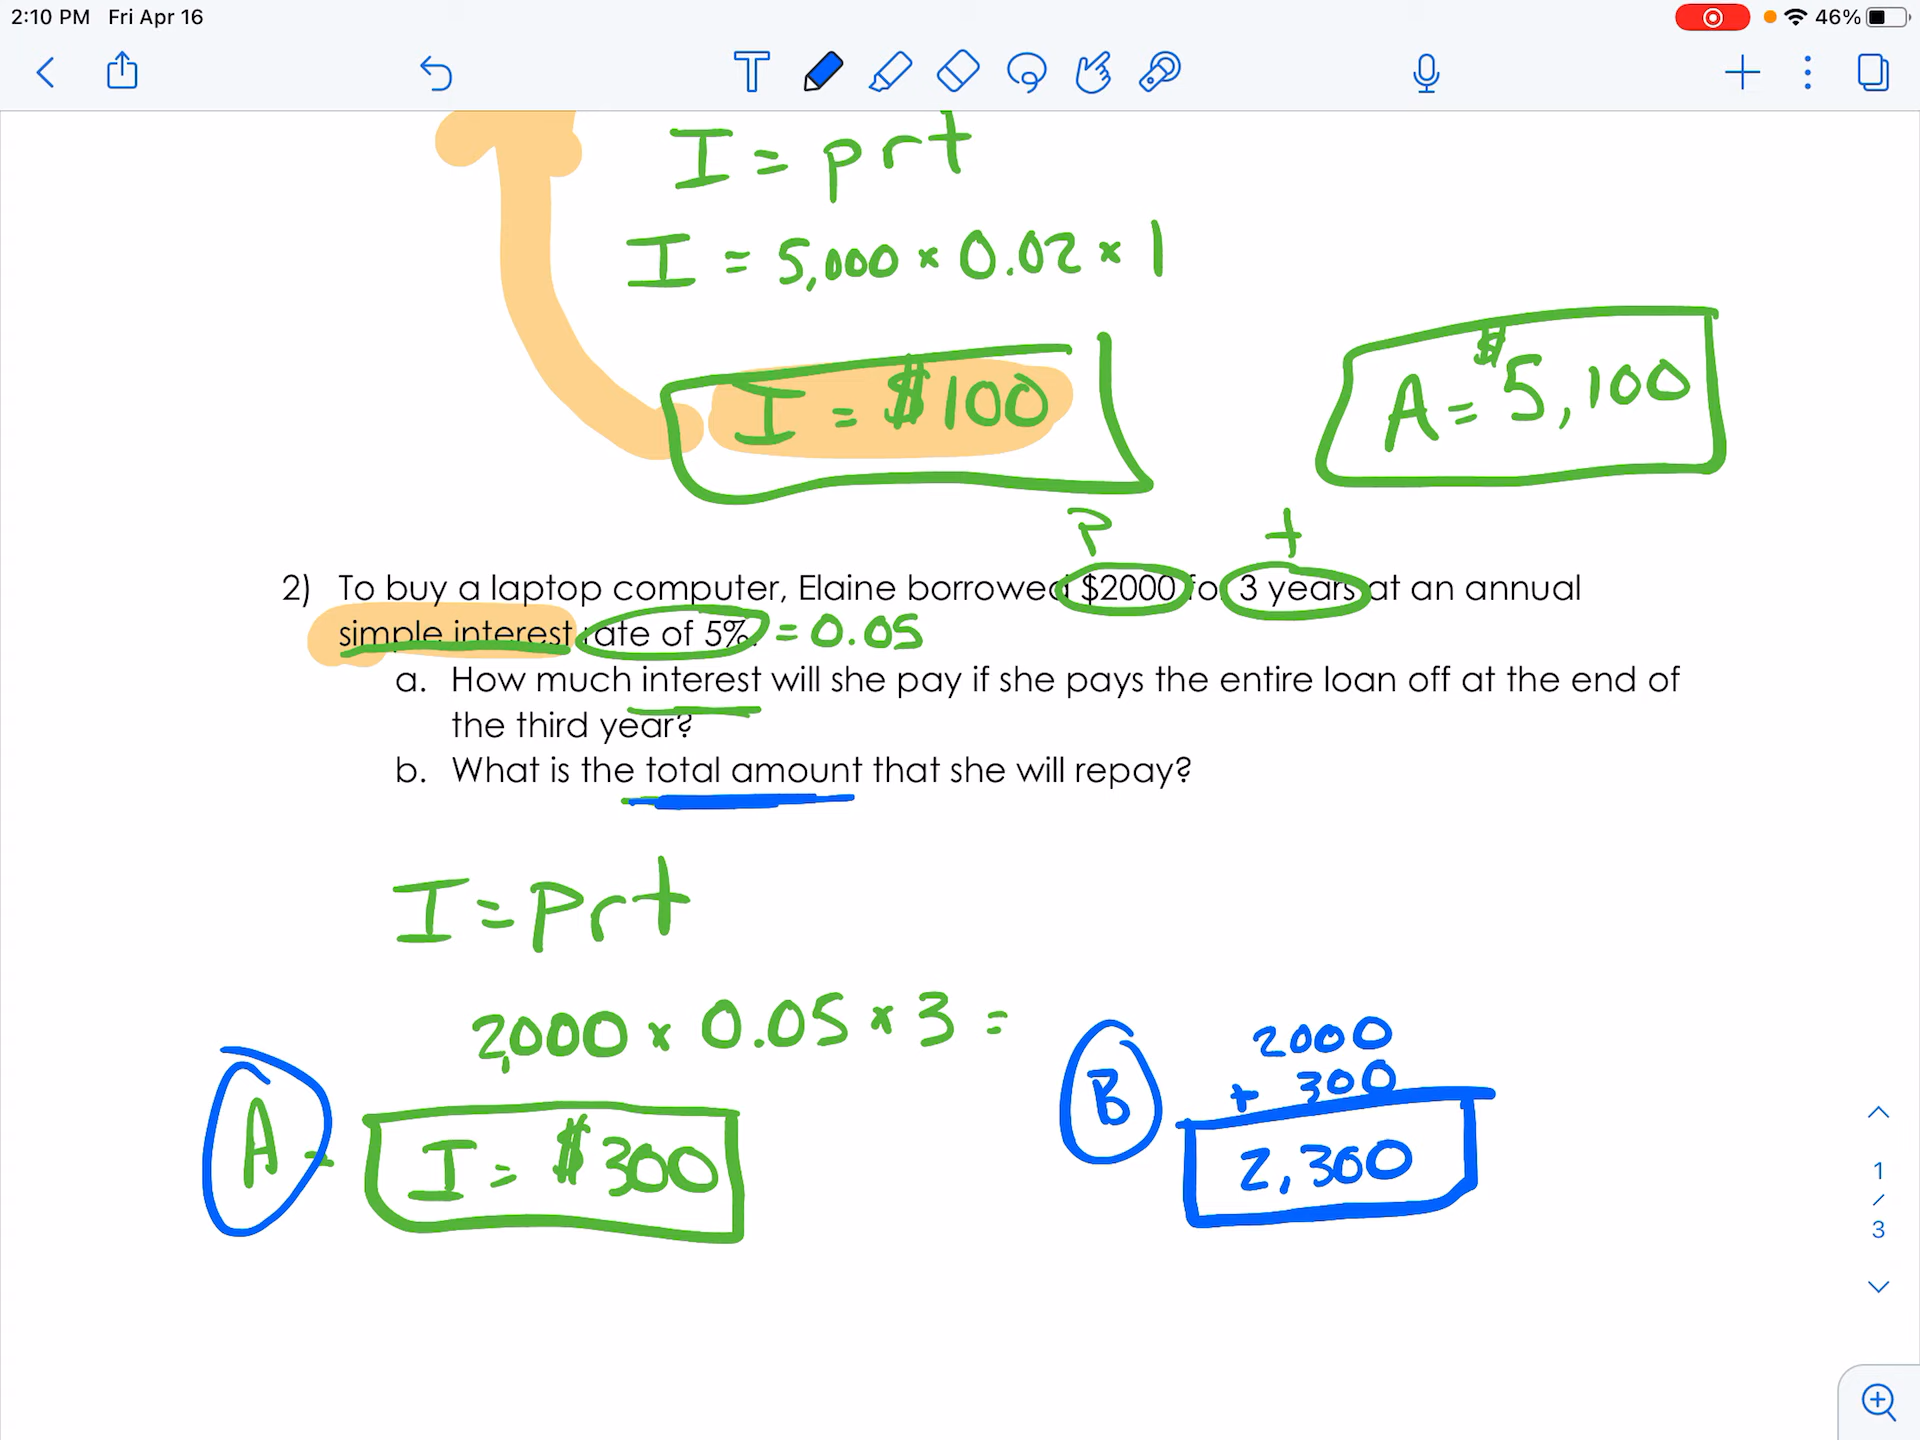 2:10 PM Fri Apr 16
46%
T
I = prt
I = 5,000 × 0.02 × 1
I = $100
A = $5,100
P
t
2) To buy a laptop computer, Elaine borrowed $2000 for 3 years at an annual
simple interest rate of 5% = 0.05
a. How much interest will she pay if she pays the entire loan off at the end of
the third year?
b. What is the total amount that she will repay?
I = Prt
2,000 × 0.05 × 3 =
A = I = $300
B
2000
+ 300
2,300
1
/
3